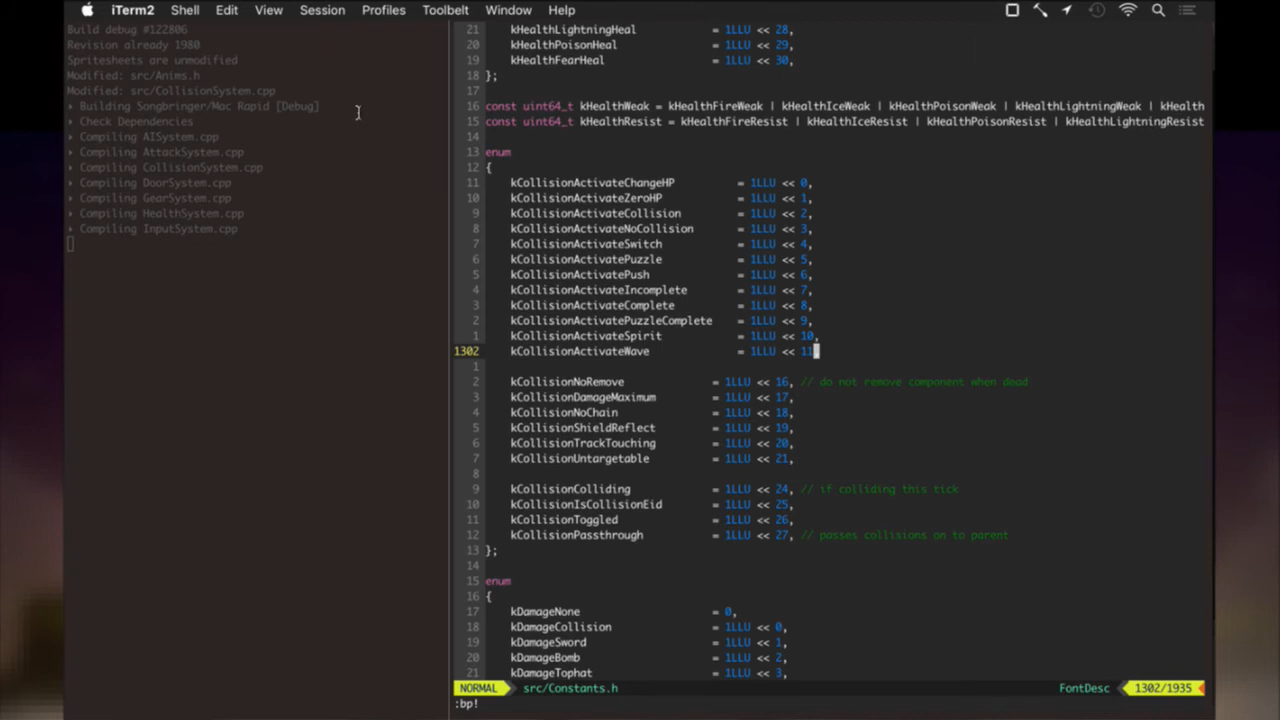 iTerm2 Shell Edit View Session Profiles Toolbelt Window Help
Build debug #122806
Revision already 1980
Spritesheets are unmodified
Modified: src/Anims.h
Modified: src/CollisionSystem.cpp
Building Songbringer/Mac Rapid [Debug]
Check Dependencies
Compiling AISystem.cpp
Compiling AttackSystem.cpp
Compiling CollisionSystem.cpp
Compiling DoorSystem.cpp
Compiling GearSystem.cpp
Compiling HealthSystem.cpp
Compiling InputSystem.cpp
21 kHealthLightningHeal = 1LLU << 28,
20 kHealthPoisonHeal = 1LLU << 29,
19 kHealthFearHeal = 1LLU << 30,
18 };
17
16 const uint64_t kHealthWeak = kHealthFireWeak | kHealthIceWeak | kHealthPoisonWeak | kHealthLightningWeak | kHealth
15 const uint64_t kHealthResist = kHealthFireResist | kHealthIceResist | kHealthPoisonResist | kHealthLightningResist
14
13 enum
12 {
11 kCollisionActivateChangeHP = 1LLU << 0,
10 kCollisionActivateZeroHP = 1LLU << 1,
9 kCollisionActivateCollision = 1LLU << 2,
8 kCollisionActivateNoCollision = 1LLU << 3,
7 kCollisionActivateSwitch = 1LLU << 4,
6 kCollisionActivatePuzzle = 1LLU << 5,
5 kCollisionActivatePush = 1LLU << 6,
4 kCollisionActivateIncomplete = 1LLU << 7,
3 kCollisionActivateComplete = 1LLU << 8,
2 kCollisionActivatePuzzleComplete = 1LLU << 9,
1 kCollisionActivateSpirit = 1LLU << 10,
1302 kCollisionActivateWave = 1LLU << 11
1
2 kCollisionNoRemove = 1LLU << 16, // do not remove component when dead
3 kCollisionDamageMaximum = 1LLU << 17,
4 kCollisionNoChain = 1LLU << 18,
5 kCollisionShieldReflect = 1LLU << 19,
6 kCollisionTrackTouching = 1LLU << 20,
7 kCollisionUntargetable = 1LLU << 21,
8
9 kCollisionColliding = 1LLU << 24, // if colliding this tick
10 kCollisionIsCollisionEid = 1LLU << 25,
11 kCollisionToggled = 1LLU << 26,
12 kCollisionPassthrough = 1LLU << 27, // passes collisions on to parent
13 };
14
15 enum
16 {
17 kDamageNone = 0,
18 kDamageCollision = 1LLU << 0,
19 kDamageSword = 1LLU << 1,
20 kDamageBomb = 1LLU << 2,
21 kDamageTophat = 1LLU << 3,
NORMAL src/Constants.h FontDesc 1302/1935
:bp!